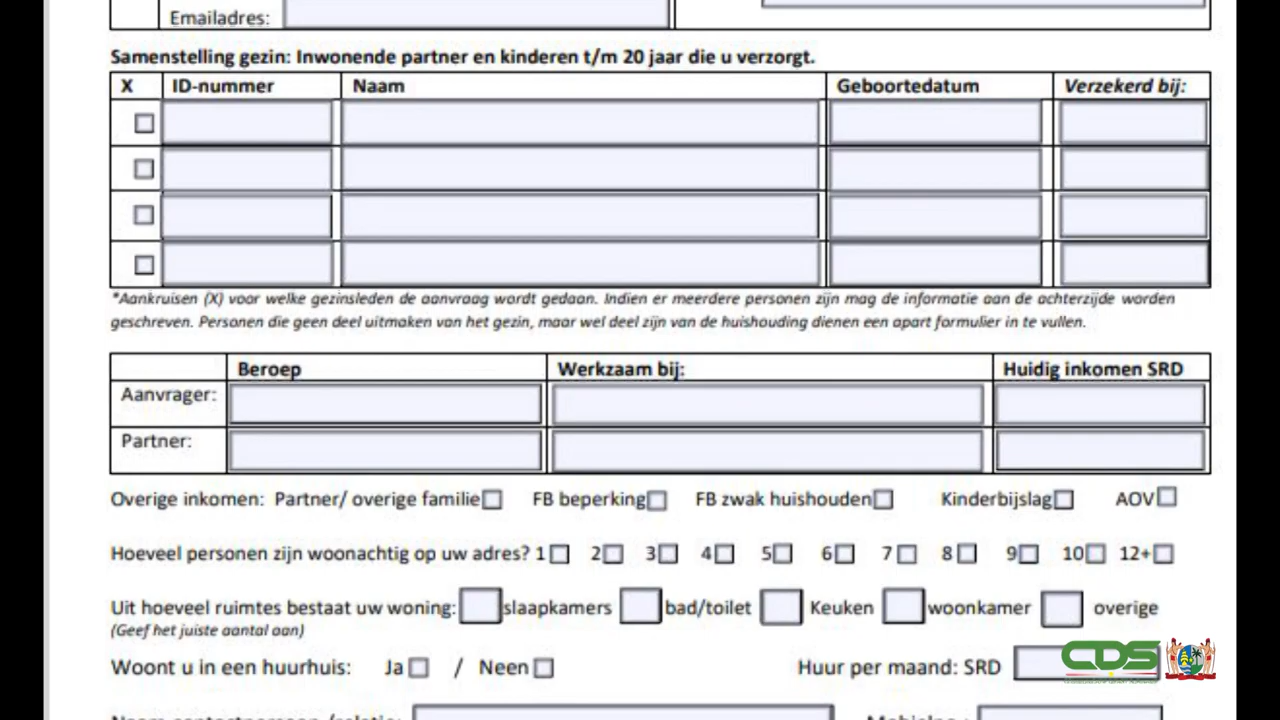 Emailadres:
Samenstelling gezin: Inwonende partner en kinderen t/m 20 jaar die u verzorgt.
X ID-nummer Naam Geboortedatum Verzekerd bij:
*Aankruisen (X) voor welke gezinsleden de aanvraag wordt gedaan. Indien er meerdere personen zijn mag de informatie aan de achterzijde worden
geschreven. Personen die geen deel uitmaken van het gezin, maar wel deel zijn van de huishouding dienen een apart formulier in te vullen.
Beroep Werkzaam bij: Huidig inkomen SRD
Aanvrager:
Partner:
Overige inkomen: Partner/ overige familie FB beperking FB zwak huishouden Kinderbijslag AOV
Hoeveel personen zijn woonachtig op uw adres? 1 2 3 4 5 6 7 8 9 10 12+
Uit hoeveel ruimtes bestaat uw woning: slaapkamers bad/toilet Keuken woonkamer overige
(Geef het juiste aantal aan)
Woont u in een huurhuis: Ja / Neen Huur per maand: SRD
CDS